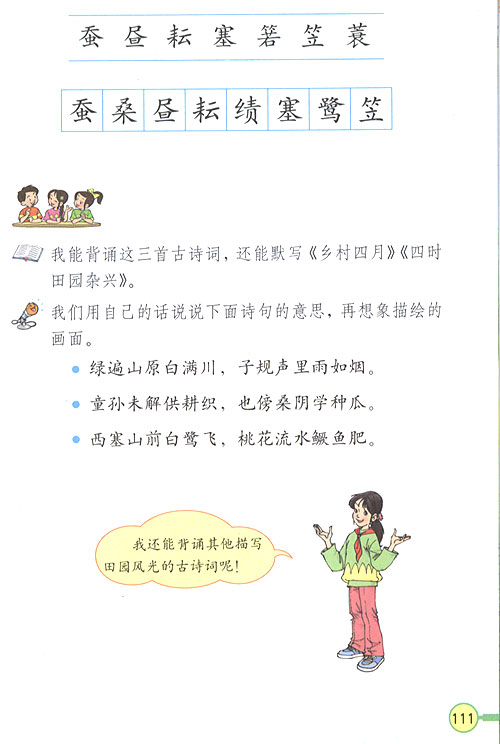 蚕 昼 耘 塞 箬 笠 蓑
蚕 桑 昼 耘 绩 塞 鹭 笠
我能背诵这三首古诗词，还能默写《乡村四月》《四时
田园杂兴》。
我们用自己的话说说下面诗句的意思，再想象描绘的
画面。
● 绿遍山原白满川，子规声里雨如烟。
● 童孙未解供耕织，也傍桑阴学种瓜。
● 西塞山前白鹭飞，桃花流水鳜鱼肥。
我还能背诵其他描写
田园风光的古诗词呢！
111